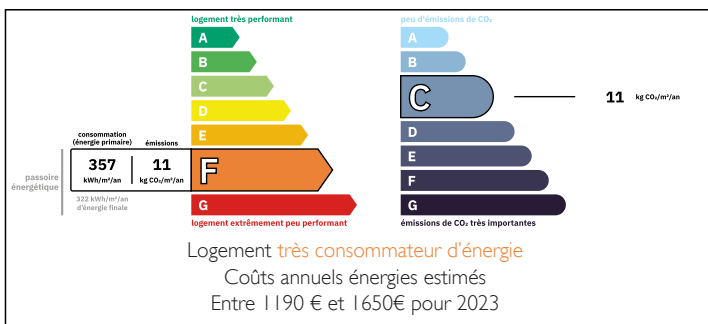 logement très performant
A
B
C
D
E
consommation
(énergie primaire)
émissions
357
kWh/m²/an
11
kg CO₂/m²/an
F
passoire
énergétique
322 kWh/m²/an
d'énergie finale
G
logement extrêmement peu performant
peu d'émissions de CO₂
A
B
C
11 kg CO₂/m²/an
D
E
F
G
émissions de CO₂ très importantes
Logement très consommateur d'énergie
Coûts annuels énergies estimés
Entre 1190 € et 1650€ pour 2023